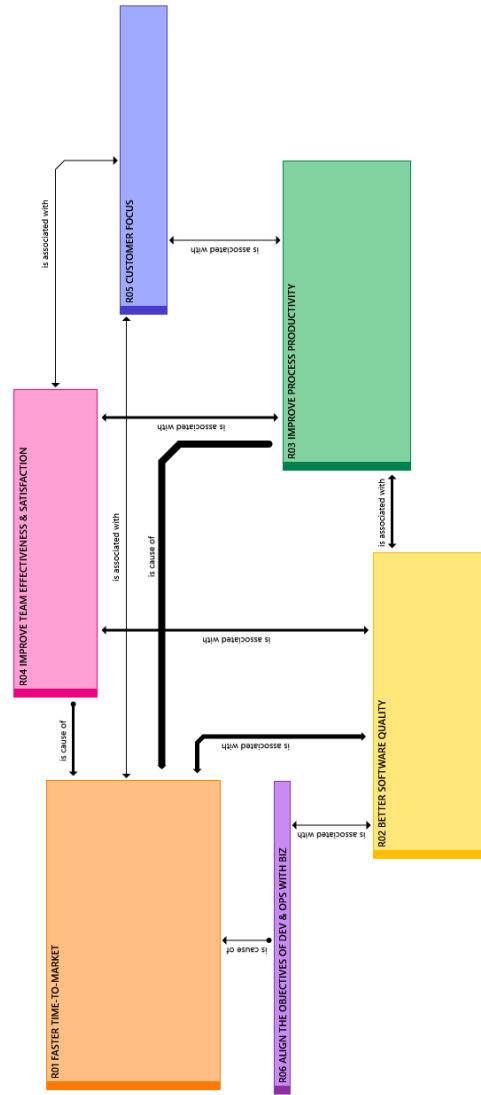 R05 CUSTOMER FOCUS
is associated with
is associated with
R03 IMPROVE PROCESS PRODUCTIVITY
R04 IMPROVE TEAM EFFECTIVENESS & SATISFACTION
is associated with
is associated with
is cause of
is associated with
is associated with
is cause of
is associated with
R02 BETTER SOFTWARE QUALITY
is associated with
R01 FASTER TIME-TO-MARKET
is cause of
R06 ALIGN THE OBJECTIVES OF DEV & OPS WITH BIZ